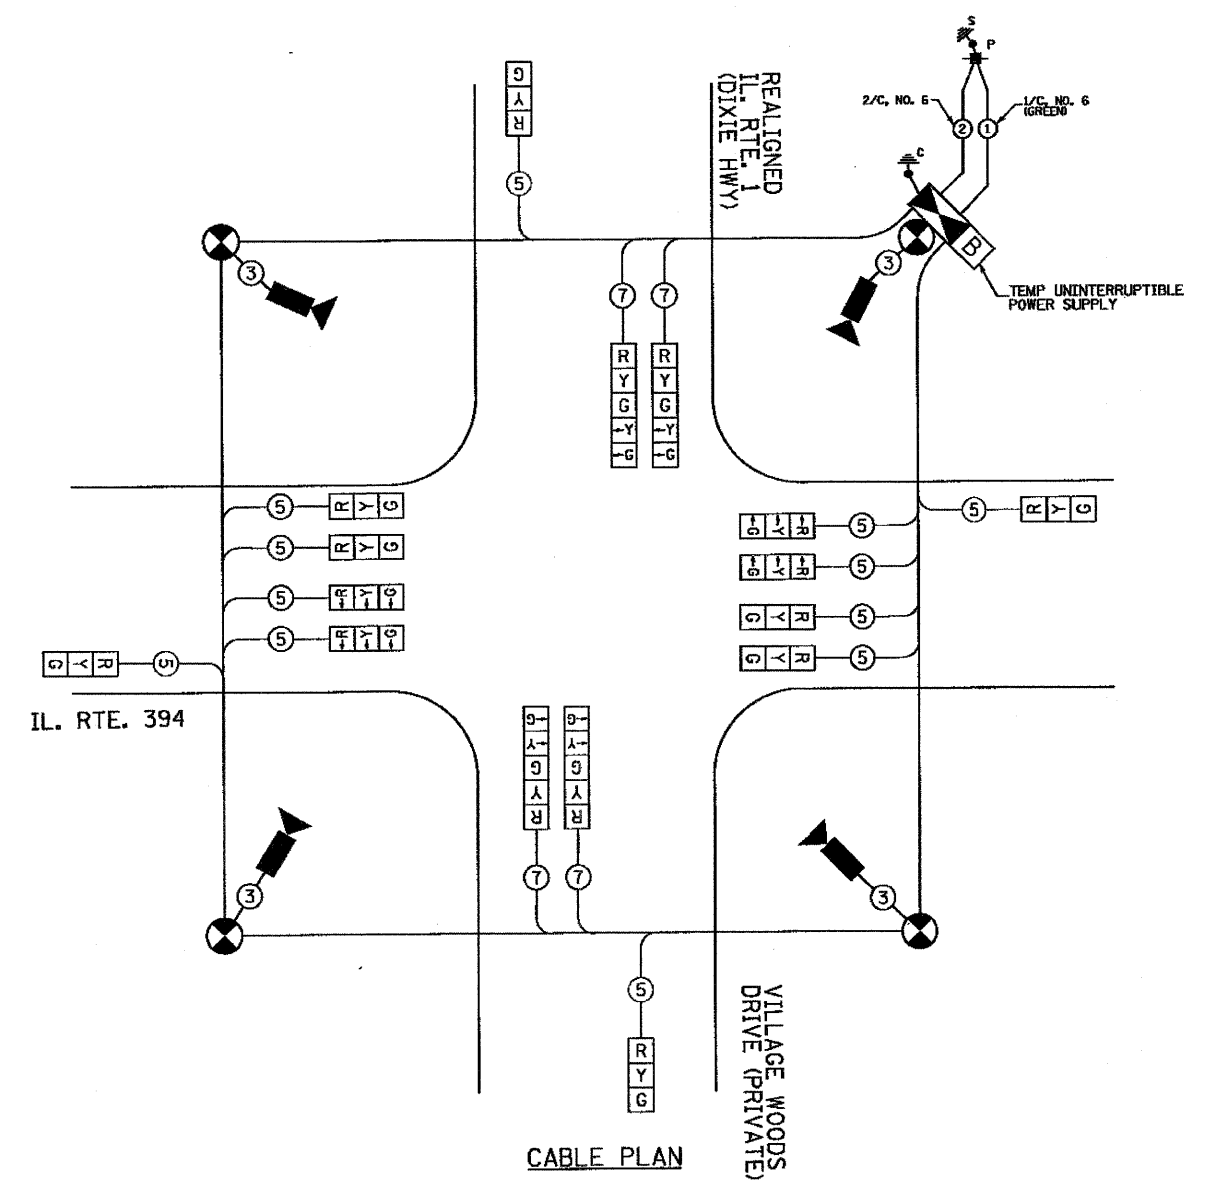 S
P
2/C, NO. 6
1/C, NO. 6
(GREEN)
2
1
R Y G
5
REALIGNED
IL. RTE. 1
(DIXIE HWY)
C
B
3
3
TEMP UNINTERRUPTIBLE
POWER SUPPLY
7
7
R
Y
G
←Y
←G
R
Y
G
←Y
←G
5 R Y G
5 R Y G
5 ←R ←Y ←G
5 ←R ←Y ←G
R Y G 5
←R ←Y ←G 5
←R ←Y ←G 5
R Y G 5
R Y G 5
5 R Y G
IL. RTE. 394
R
Y
G
←Y
←G
R
Y
G
←Y
←G
7
7
3
3
5
R
Y
G
VILLAGE WOODS
DRIVE (PRIVATE)
CABLE PLAN